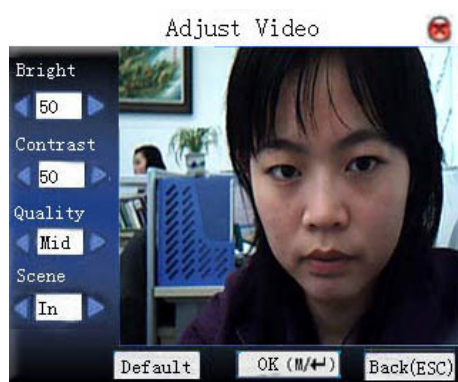 Adjust Video
Bright
50
Contrast
50
Quality
Mid
Scene
In
Default
OK (M/↵)
Back(ESC)